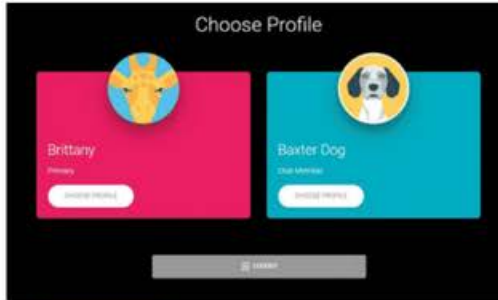 Choose Profile
Brittany
Primary
CHOOSE PROFILE
Baxter Dog
Club Member
CHOOSE PROFILE